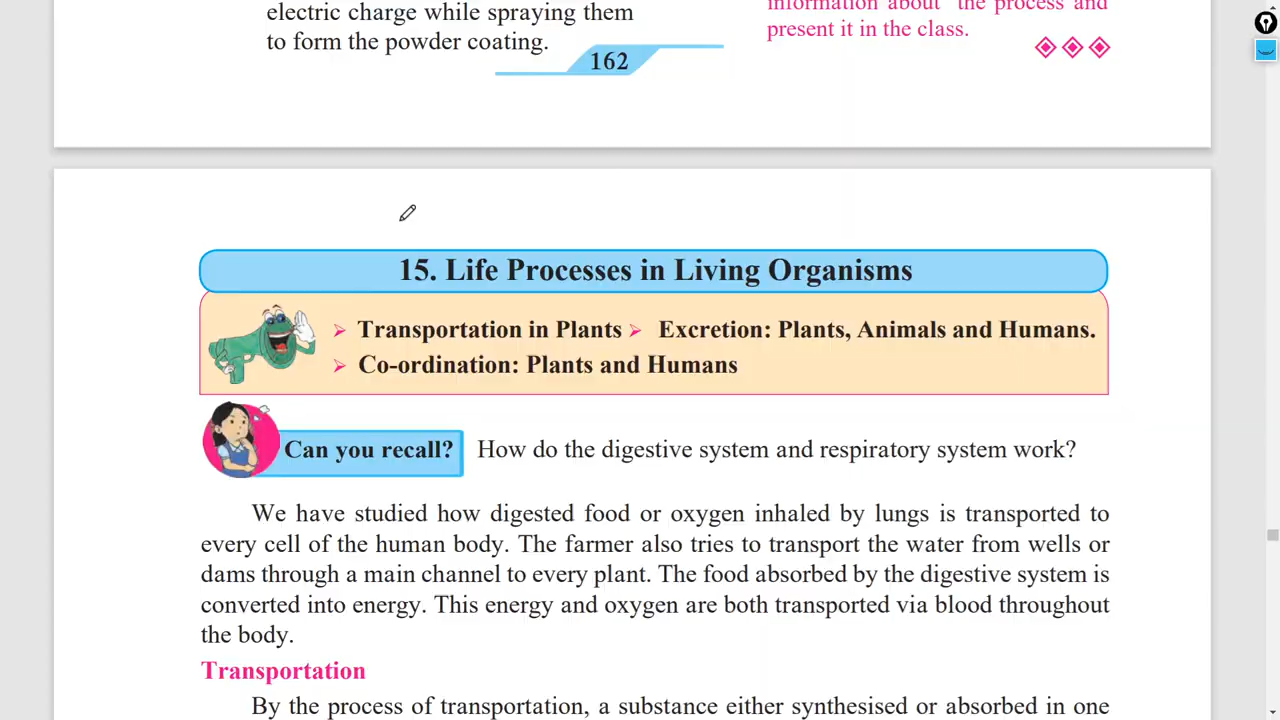 electric charge while spraying them
to form the powder coating.
information about the process and
present it in the class.
162
15. Life Processes in Living Organisms
➢ Transportation in Plants ➢ Excretion: Plants, Animals and Humans.
➢ Co-ordination: Plants and Humans
Can you recall? How do the digestive system and respiratory system work?
We have studied how digested food or oxygen inhaled by lungs is transported to
every cell of the human body. The farmer also tries to transport the water from wells or
dams through a main channel to every plant. The food absorbed by the digestive system is
converted into energy. This energy and oxygen are both transported via blood throughout
the body.
Transportation
By the process of transportation, a substance either synthesised or absorbed in one